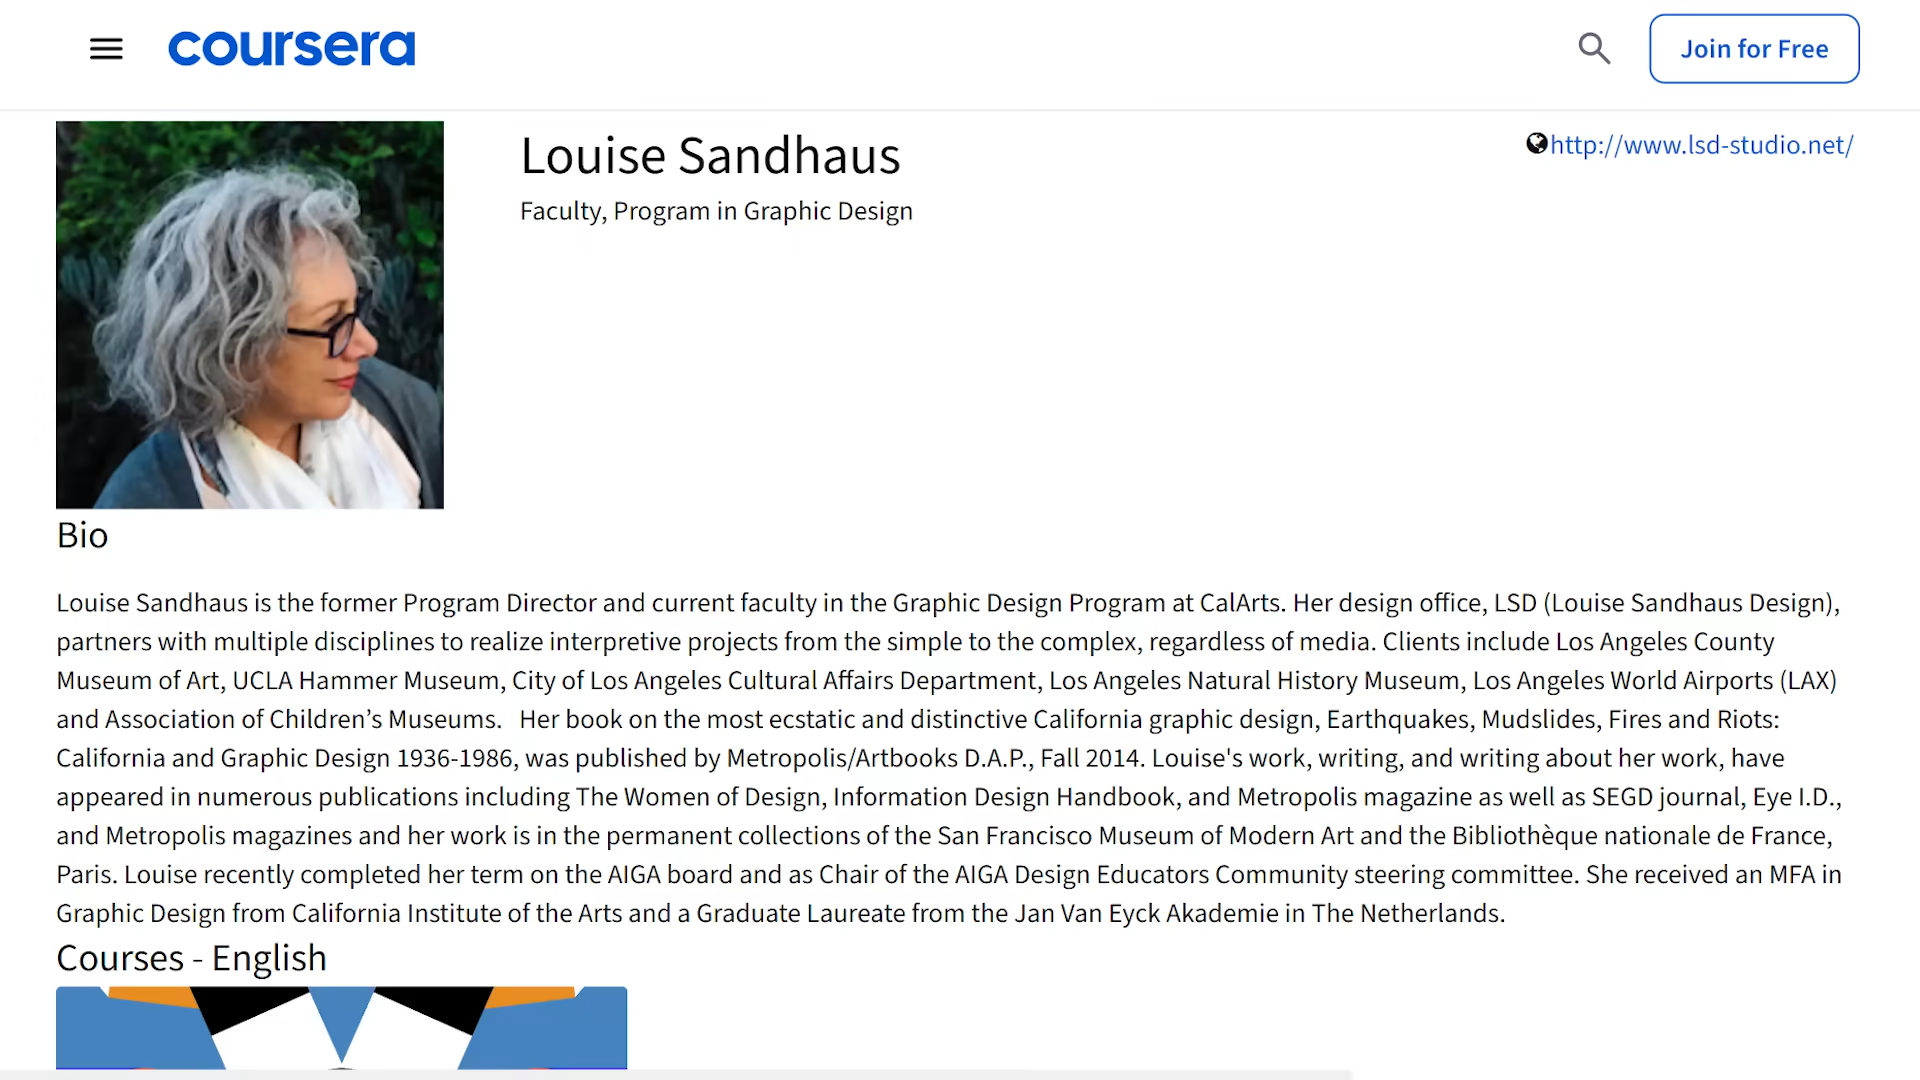 coursera
Join for Free
Louise Sandhaus
http://www.lsd-studio.net/
Faculty, Program in Graphic Design
Bio
Louise Sandhaus is the former Program Director and current faculty in the Graphic Design Program at CalArts. Her design office, LSD (Louise Sandhaus Design),
partners with multiple disciplines to realize interpretive projects from the simple to the complex, regardless of media. Clients include Los Angeles County
Museum of Art, UCLA Hammer Museum, City of Los Angeles Cultural Affairs Department, Los Angeles Natural History Museum, Los Angeles World Airports (LAX)
and Association of Children’s Museums.   Her book on the most ecstatic and distinctive California graphic design, Earthquakes, Mudslides, Fires and Riots:
California and Graphic Design 1936-1986, was published by Metropolis/Artbooks D.A.P., Fall 2014. Louise's work, writing, and writing about her work, have
appeared in numerous publications including The Women of Design, Information Design Handbook, and Metropolis magazine as well as SEGD journal, Eye I.D.,
and Metropolis magazines and her work is in the permanent collections of the San Francisco Museum of Modern Art and the Bibliothèque nationale de France,
Paris. Louise recently completed her term on the AIGA board and as Chair of the AIGA Design Educators Community steering committee. She received an MFA in
Graphic Design from California Institute of the Arts and a Graduate Laureate from the Jan Van Eyck Akademie in The Netherlands.
Courses - English